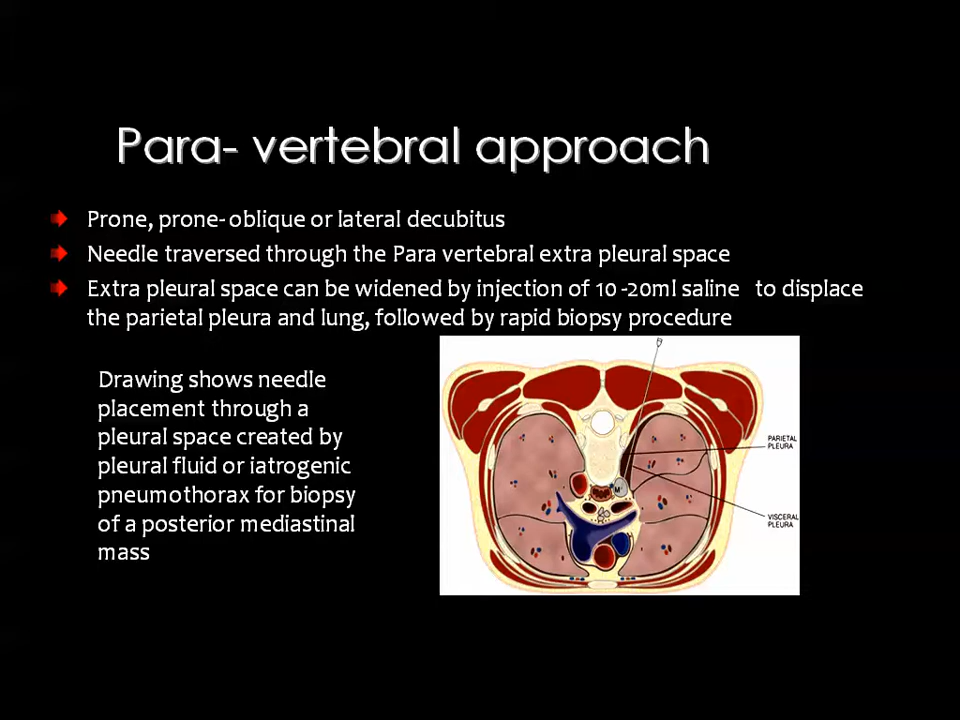 Para- vertebral approach
Prone, prone- oblique or lateral decubitus
Needle traversed through the Para vertebral extra pleural space
Extra pleural space can be widened by injection of 10 -20ml saline to displace
the parietal pleura and lung, followed by rapid biopsy procedure
Drawing shows needle
placement through a
pleural space created by
pleural fluid or iatrogenic
pneumothorax for biopsy
of a posterior mediastinal
mass
PARIETAL
PLEURA
M
VISCERAL
PLEURA